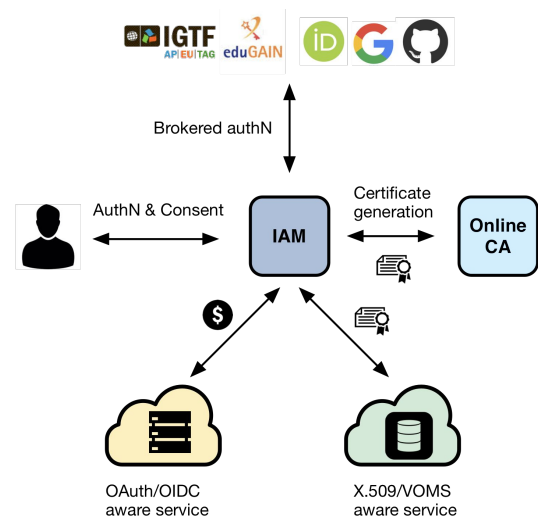 IGTF
AP|EU|TAG
eduGAIN
iD
G
Brokered authN
AuthN & Consent
IAM
Certificate
generation
Online
CA
$
OAuth/OIDC
aware service
X.509/VOMS
aware service